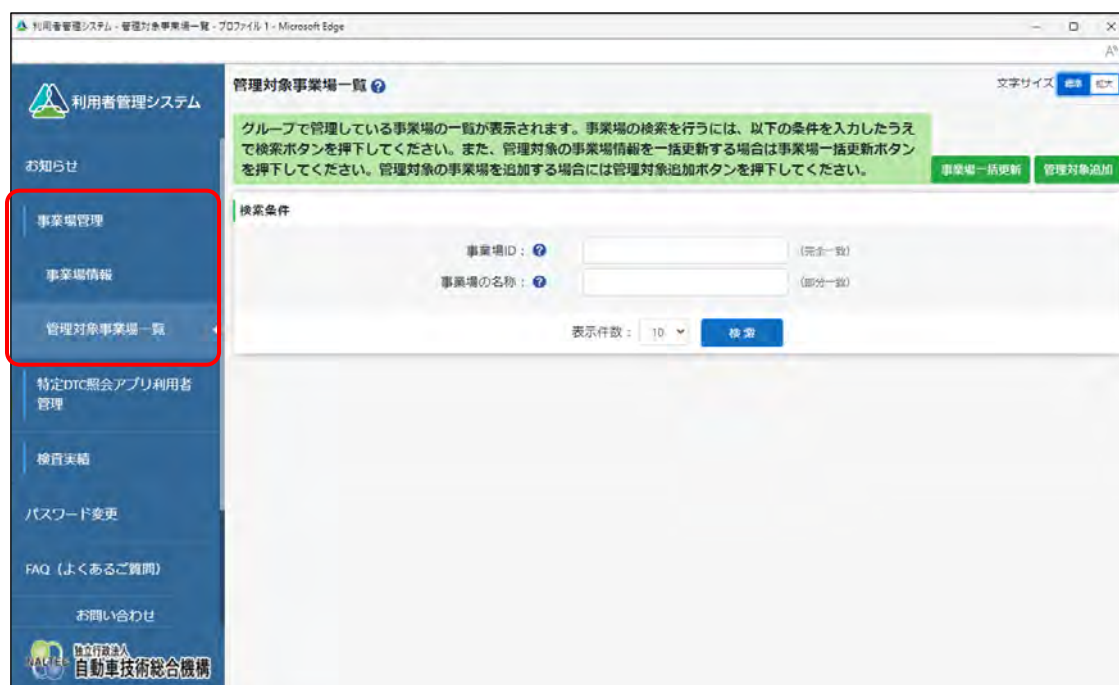 利用者管理システム - 管理対象事業場一覧 - プロファイル 1 - Microsoft Edge
利用者管理システム
管理対象事業場一覧
文字サイズ 標準 拡大
グループで管理している事業場の一覧が表示されます。事業場の検索を行うには、以下の条件を入力したうえ
で検索ボタンを押下してください。また、管理対象の事業場情報を一括更新する場合は事業場一括更新ボタン
を押下してください。管理対象の事業場を追加する場合には管理対象追加ボタンを押下してください。
事業場一括更新 管理対象追加
お知らせ
事業場管理
事業場情報
管理対象事業場一覧
特定DTC照会アプリ利用者
管理
検査実績
パスワード変更
FAQ（よくあるご質問）
お問い合わせ
独立行政法人
自動車技術総合機構
検索条件
事業場ID： (完全一致)
事業場の名称： (部分一致)
表示件数： 10 検索